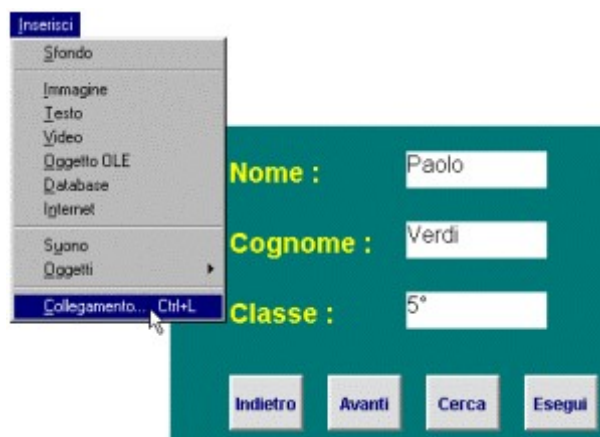 Inserisci
Sfondo
Immagine
Testo
Video
Oggetto OLE
Database
Internet
Suono
Oggetti
Collegamento... Ctrl+L
Nome : Paolo
Cognome : Verdi
Classe : 5°
Indietro Avanti Cerca Esegui